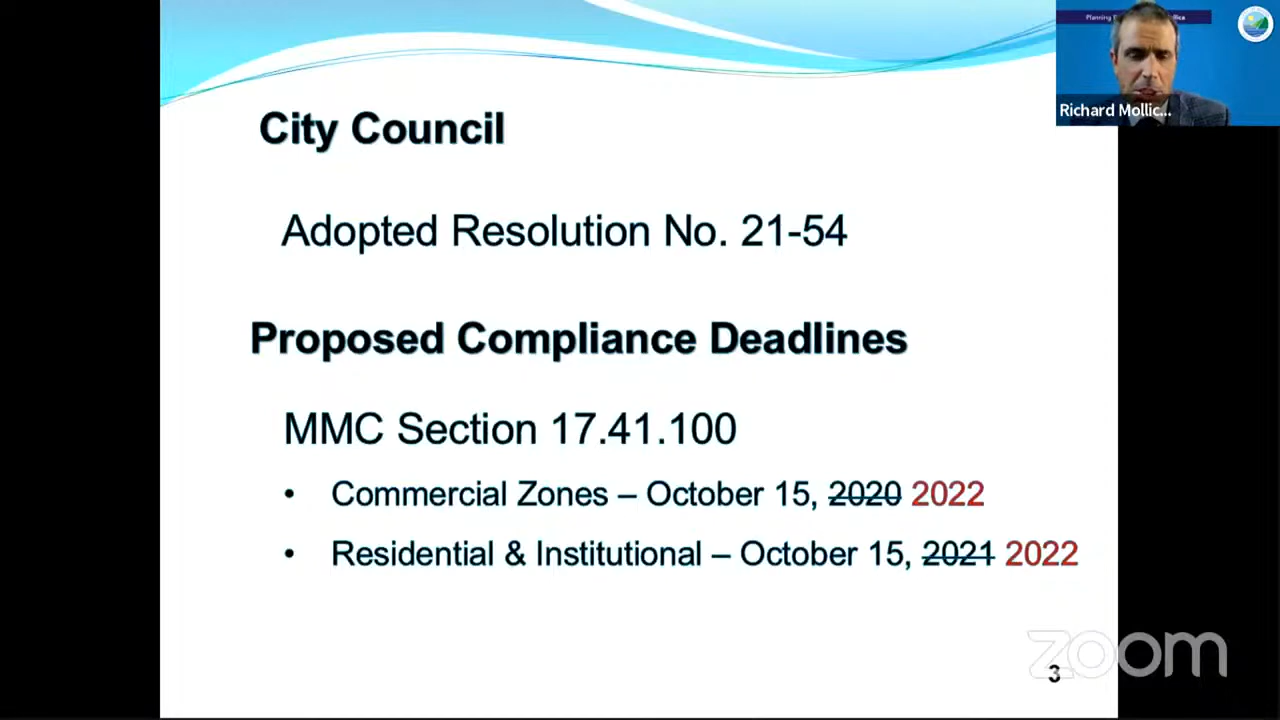 Planning
Richard Mollic...
City Council
Adopted Resolution No. 21-54
Proposed Compliance Deadlines
MMC Section 17.41.100
• Commercial Zones – October 15, 2020 2022
• Residential & Institutional – October 15, 2021 2022
zoom
3